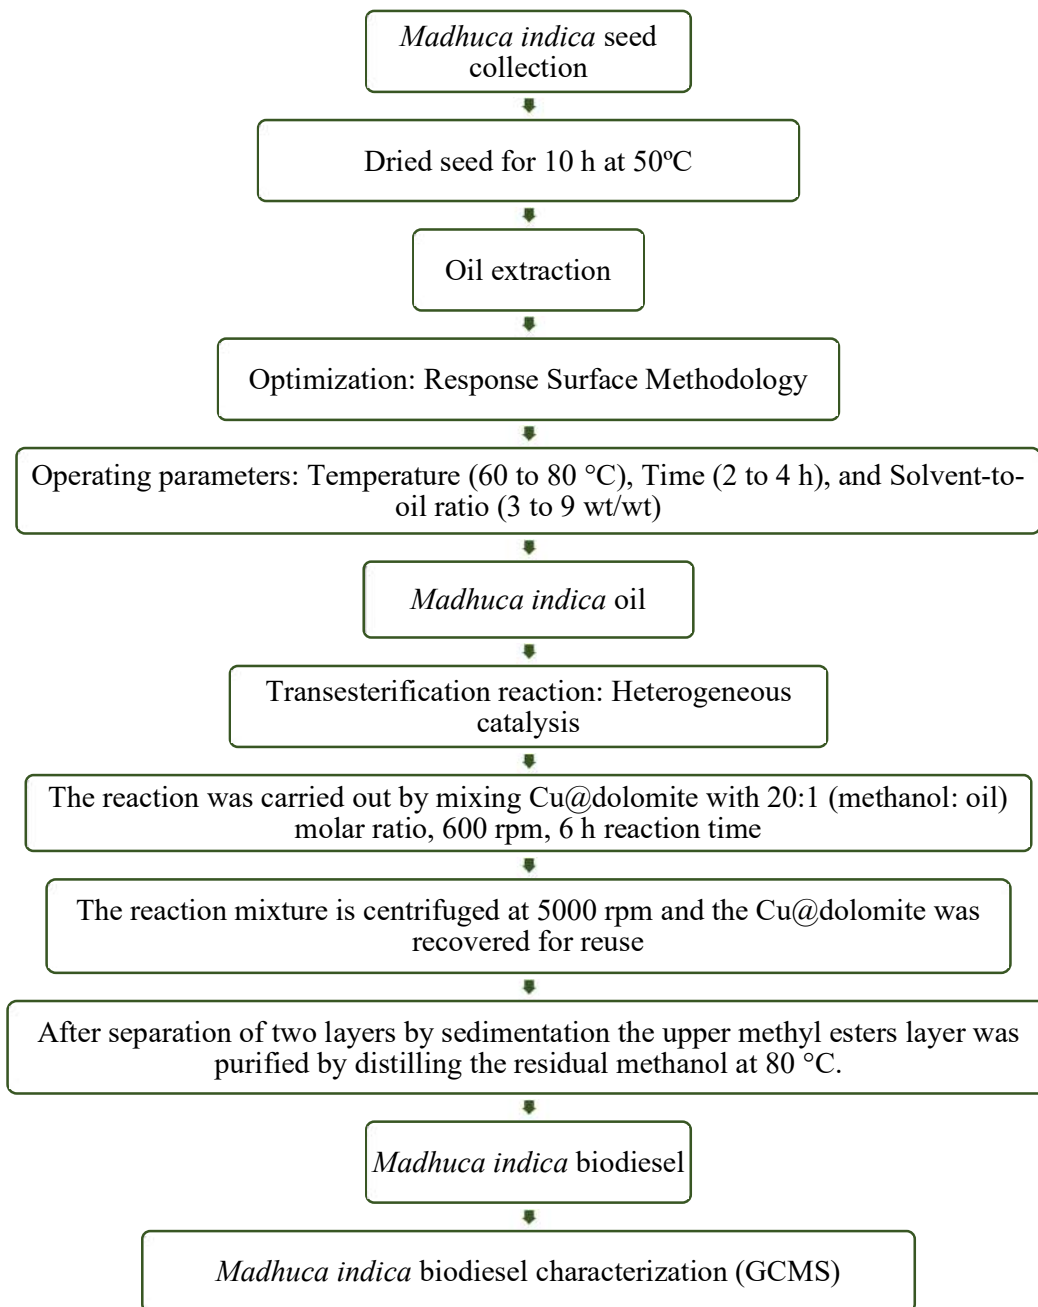 Madhuca indica seed
collection
Dried seed for 10 h at 50ºC
Oil extraction
Optimization: Response Surface Methodology
Operating parameters: Temperature (60 to 80 °C), Time (2 to 4 h), and Solvent-to-
oil ratio (3 to 9 wt/wt)
Madhuca indica oil
Transesterification reaction: Heterogeneous
catalysis
The reaction was carried out by mixing Cu@dolomite with 20:1 (methanol: oil)
molar ratio, 600 rpm, 6 h reaction time
The reaction mixture is centrifuged at 5000 rpm and the Cu@dolomite was
recovered for reuse
After separation of two layers by sedimentation the upper methyl esters layer was
purified by distilling the residual methanol at 80 °C.
Madhuca indica biodiesel
Madhuca indica biodiesel characterization (GCMS)